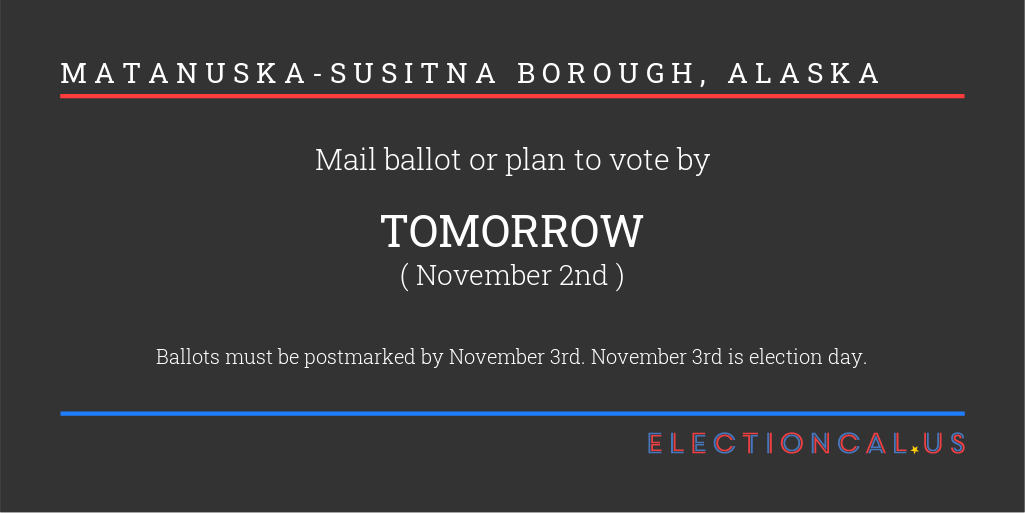 MATANUSKA-SUSITNA BOROUGH, ALASKA
Mail ballot or plan to vote by
TOMORROW
( November 2nd )
Ballots must be postmarked by November 3rd. November 3rd is election day.
ELECTIONCAL.US